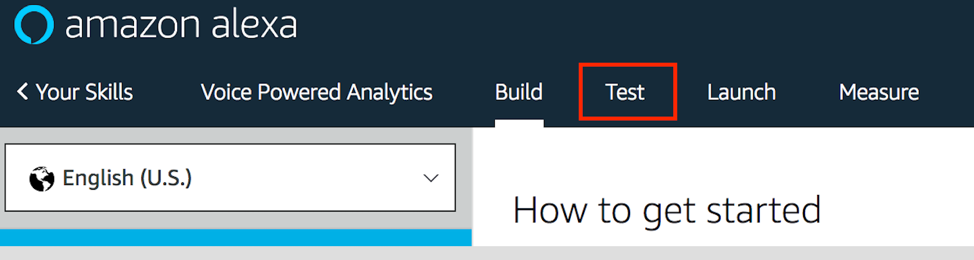 amazon alexa
Your Skills Voice Powered Analytics Build Test Launch Measure
English (U.S.)
How to get started